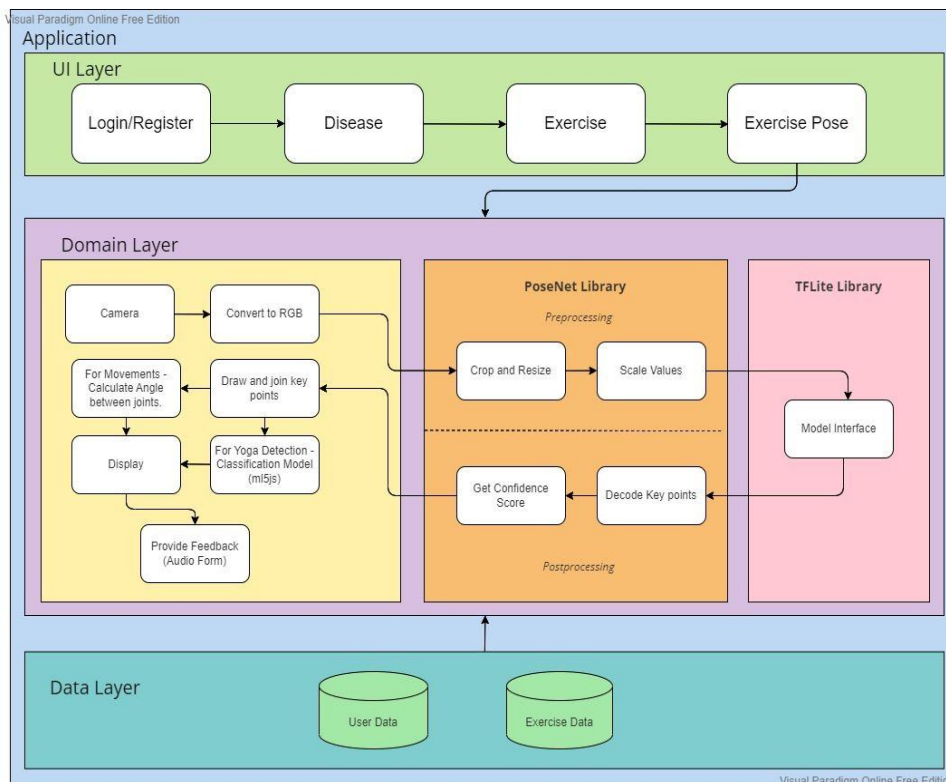 Visual Paradigm Online Free Edition
Application
UI Layer
Login/Register
Disease
Exercise
Exercise Pose
Domain Layer
Camera
Convert to RGB
For Movements -
Calculate Angle
between joints.
Draw and join key
points
Display
For Yoga Detection -
Classification Model
(ml5js)
Provide Feedback
(Audio Form)
PoseNet Library
Preprocessing
Crop and Resize
Scale Values
Get Confidence
Score
Decode Key points
Postprocessing
TFLite Library
Model Interface
Data Layer
User Data
Exercise Data
Visual Paradigm Online Free Editio